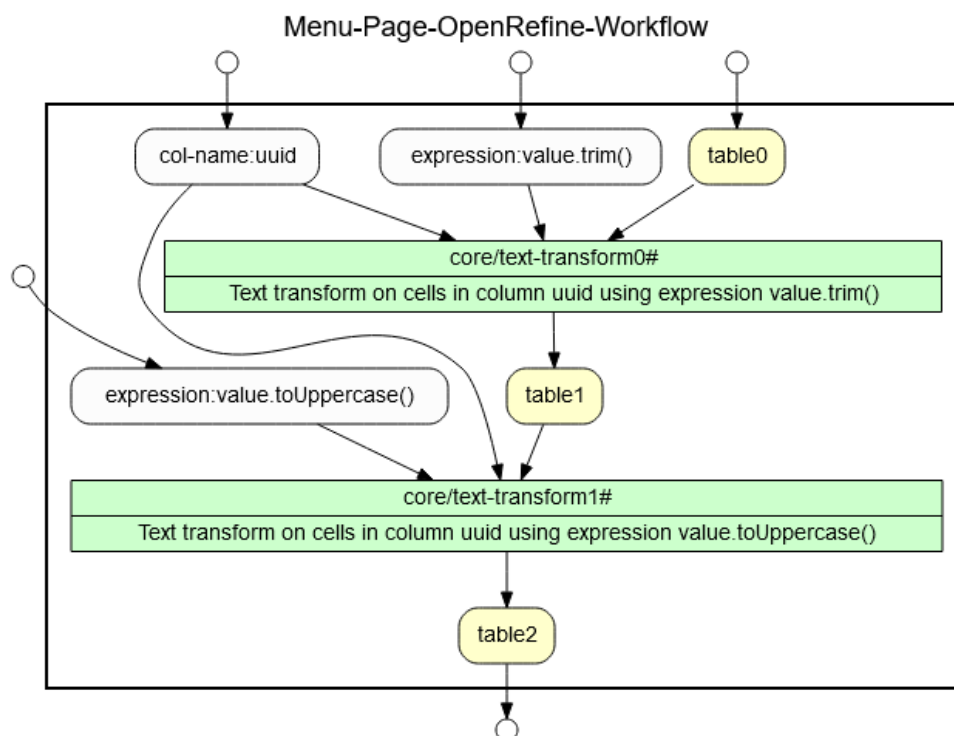 Menu-Page-OpenRefine-Workflow
col-name:uuid
expression:value.trim()
table0
core/text-transform0#
Text transform on cells in column uuid using expression value.trim()
expression:value.toUppercase()
table1
core/text-transform1#
Text transform on cells in column uuid using expression value.toUppercase()
table2